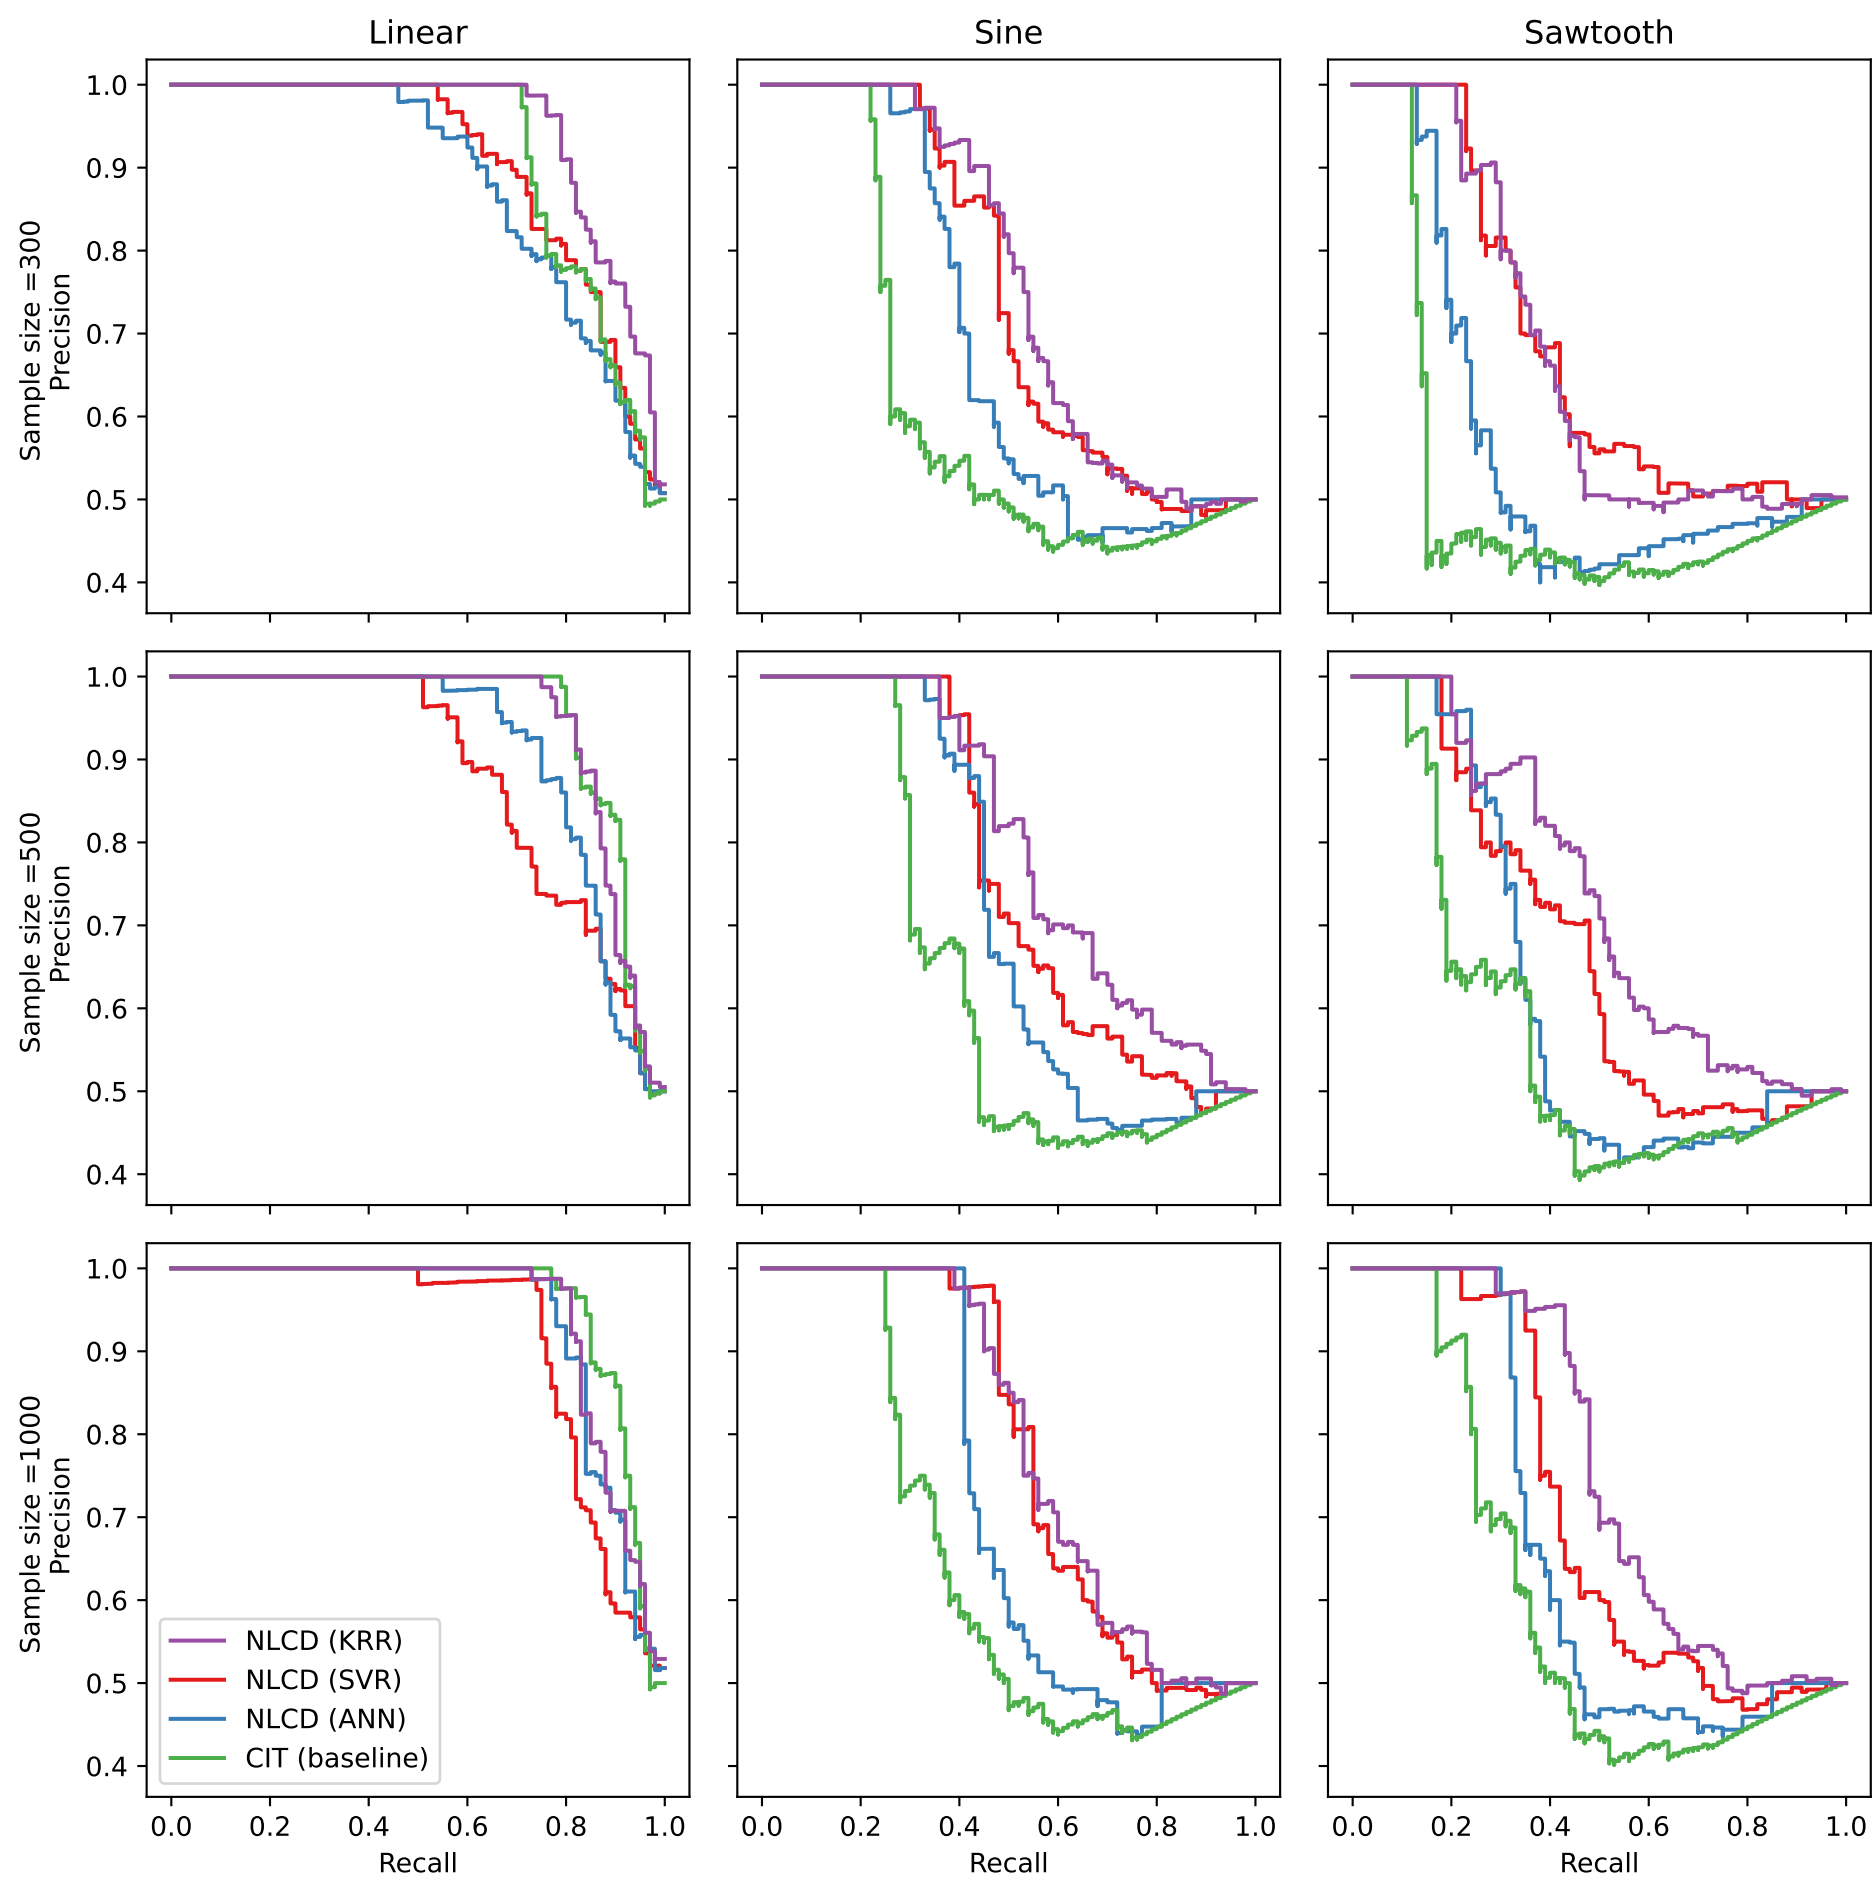 Linear
Sine
Sawtooth
Sample size =300
Precision
1.0
0.9
0.8
0.7
0.6
0.5
0.4
Sample size =500
Precision
1.0
0.9
0.8
0.7
0.6
0.5
0.4
Sample size =1000
Precision
1.0
0.9
0.8
0.7
0.6
0.5
0.4
NLCD (KRR)
NLCD (SVR)
NLCD (ANN)
CIT (baseline)
0.0 0.2 0.4 0.6 0.8 1.0
Recall
0.0 0.2 0.4 0.6 0.8 1.0
Recall
0.0 0.2 0.4 0.6 0.8 1.0
Recall